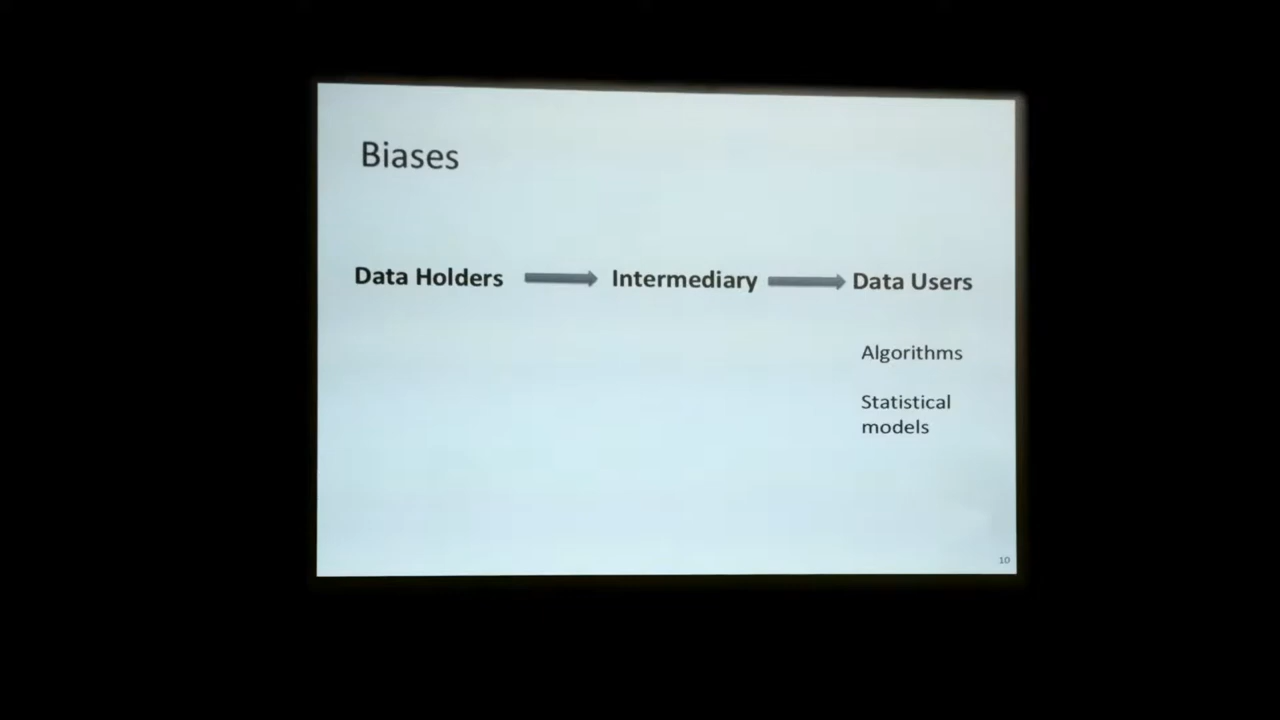 Biases
Data Holders Intermediary Data Users
Algorithms
Statistical
models
10